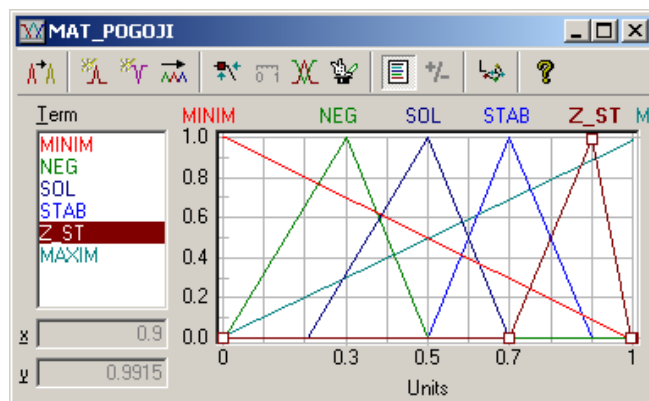 MAT_POGOJI
Term
MINIM
NEG
SOL
STAB
Z_ST
MAXIM
x 0.9
y 0.9915
MINIM NEG SOL STAB Z_ST M
1.0
0.8
0.6
0.4
0.2
0.0
0 0.3 0.5 0.7 1
Units